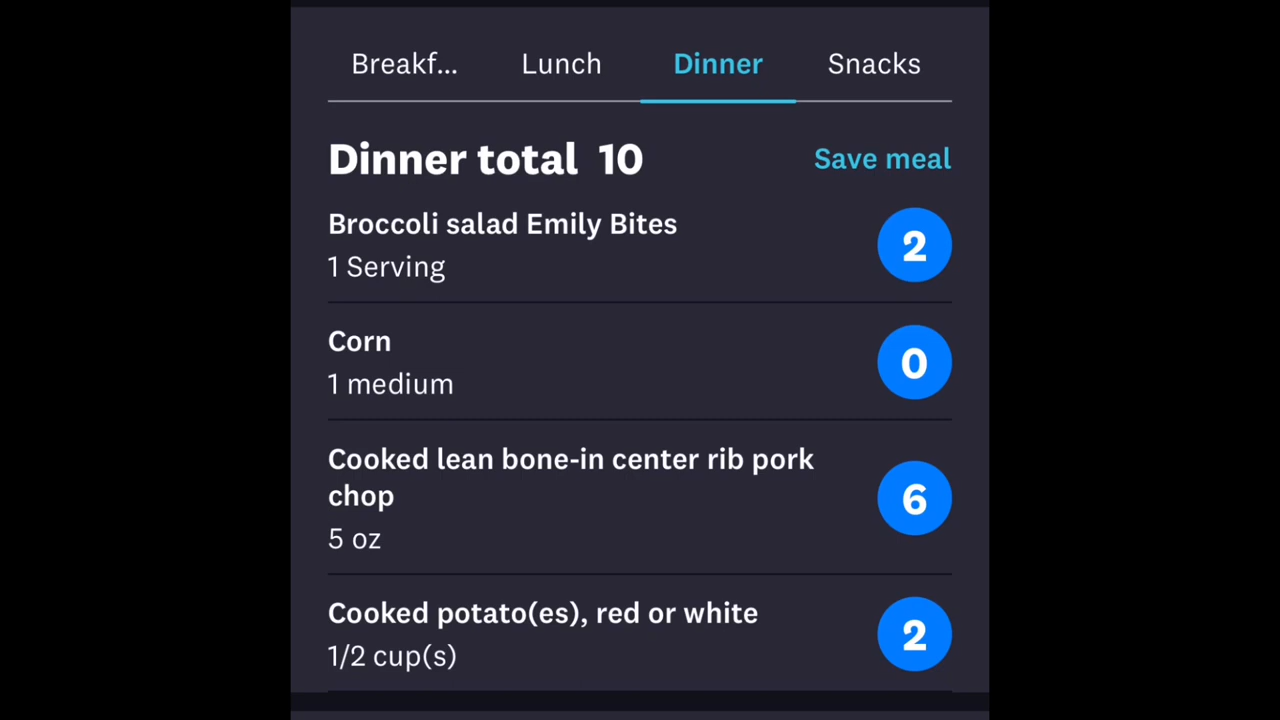 Breakf... Lunch Dinner Snacks
Dinner total 10 Save meal
Broccoli salad Emily Bites
1 Serving
2
Corn
1 medium
0
Cooked lean bone-in center rib pork
chop
5 oz
6
Cooked potato(es), red or white
1/2 cup(s)
2